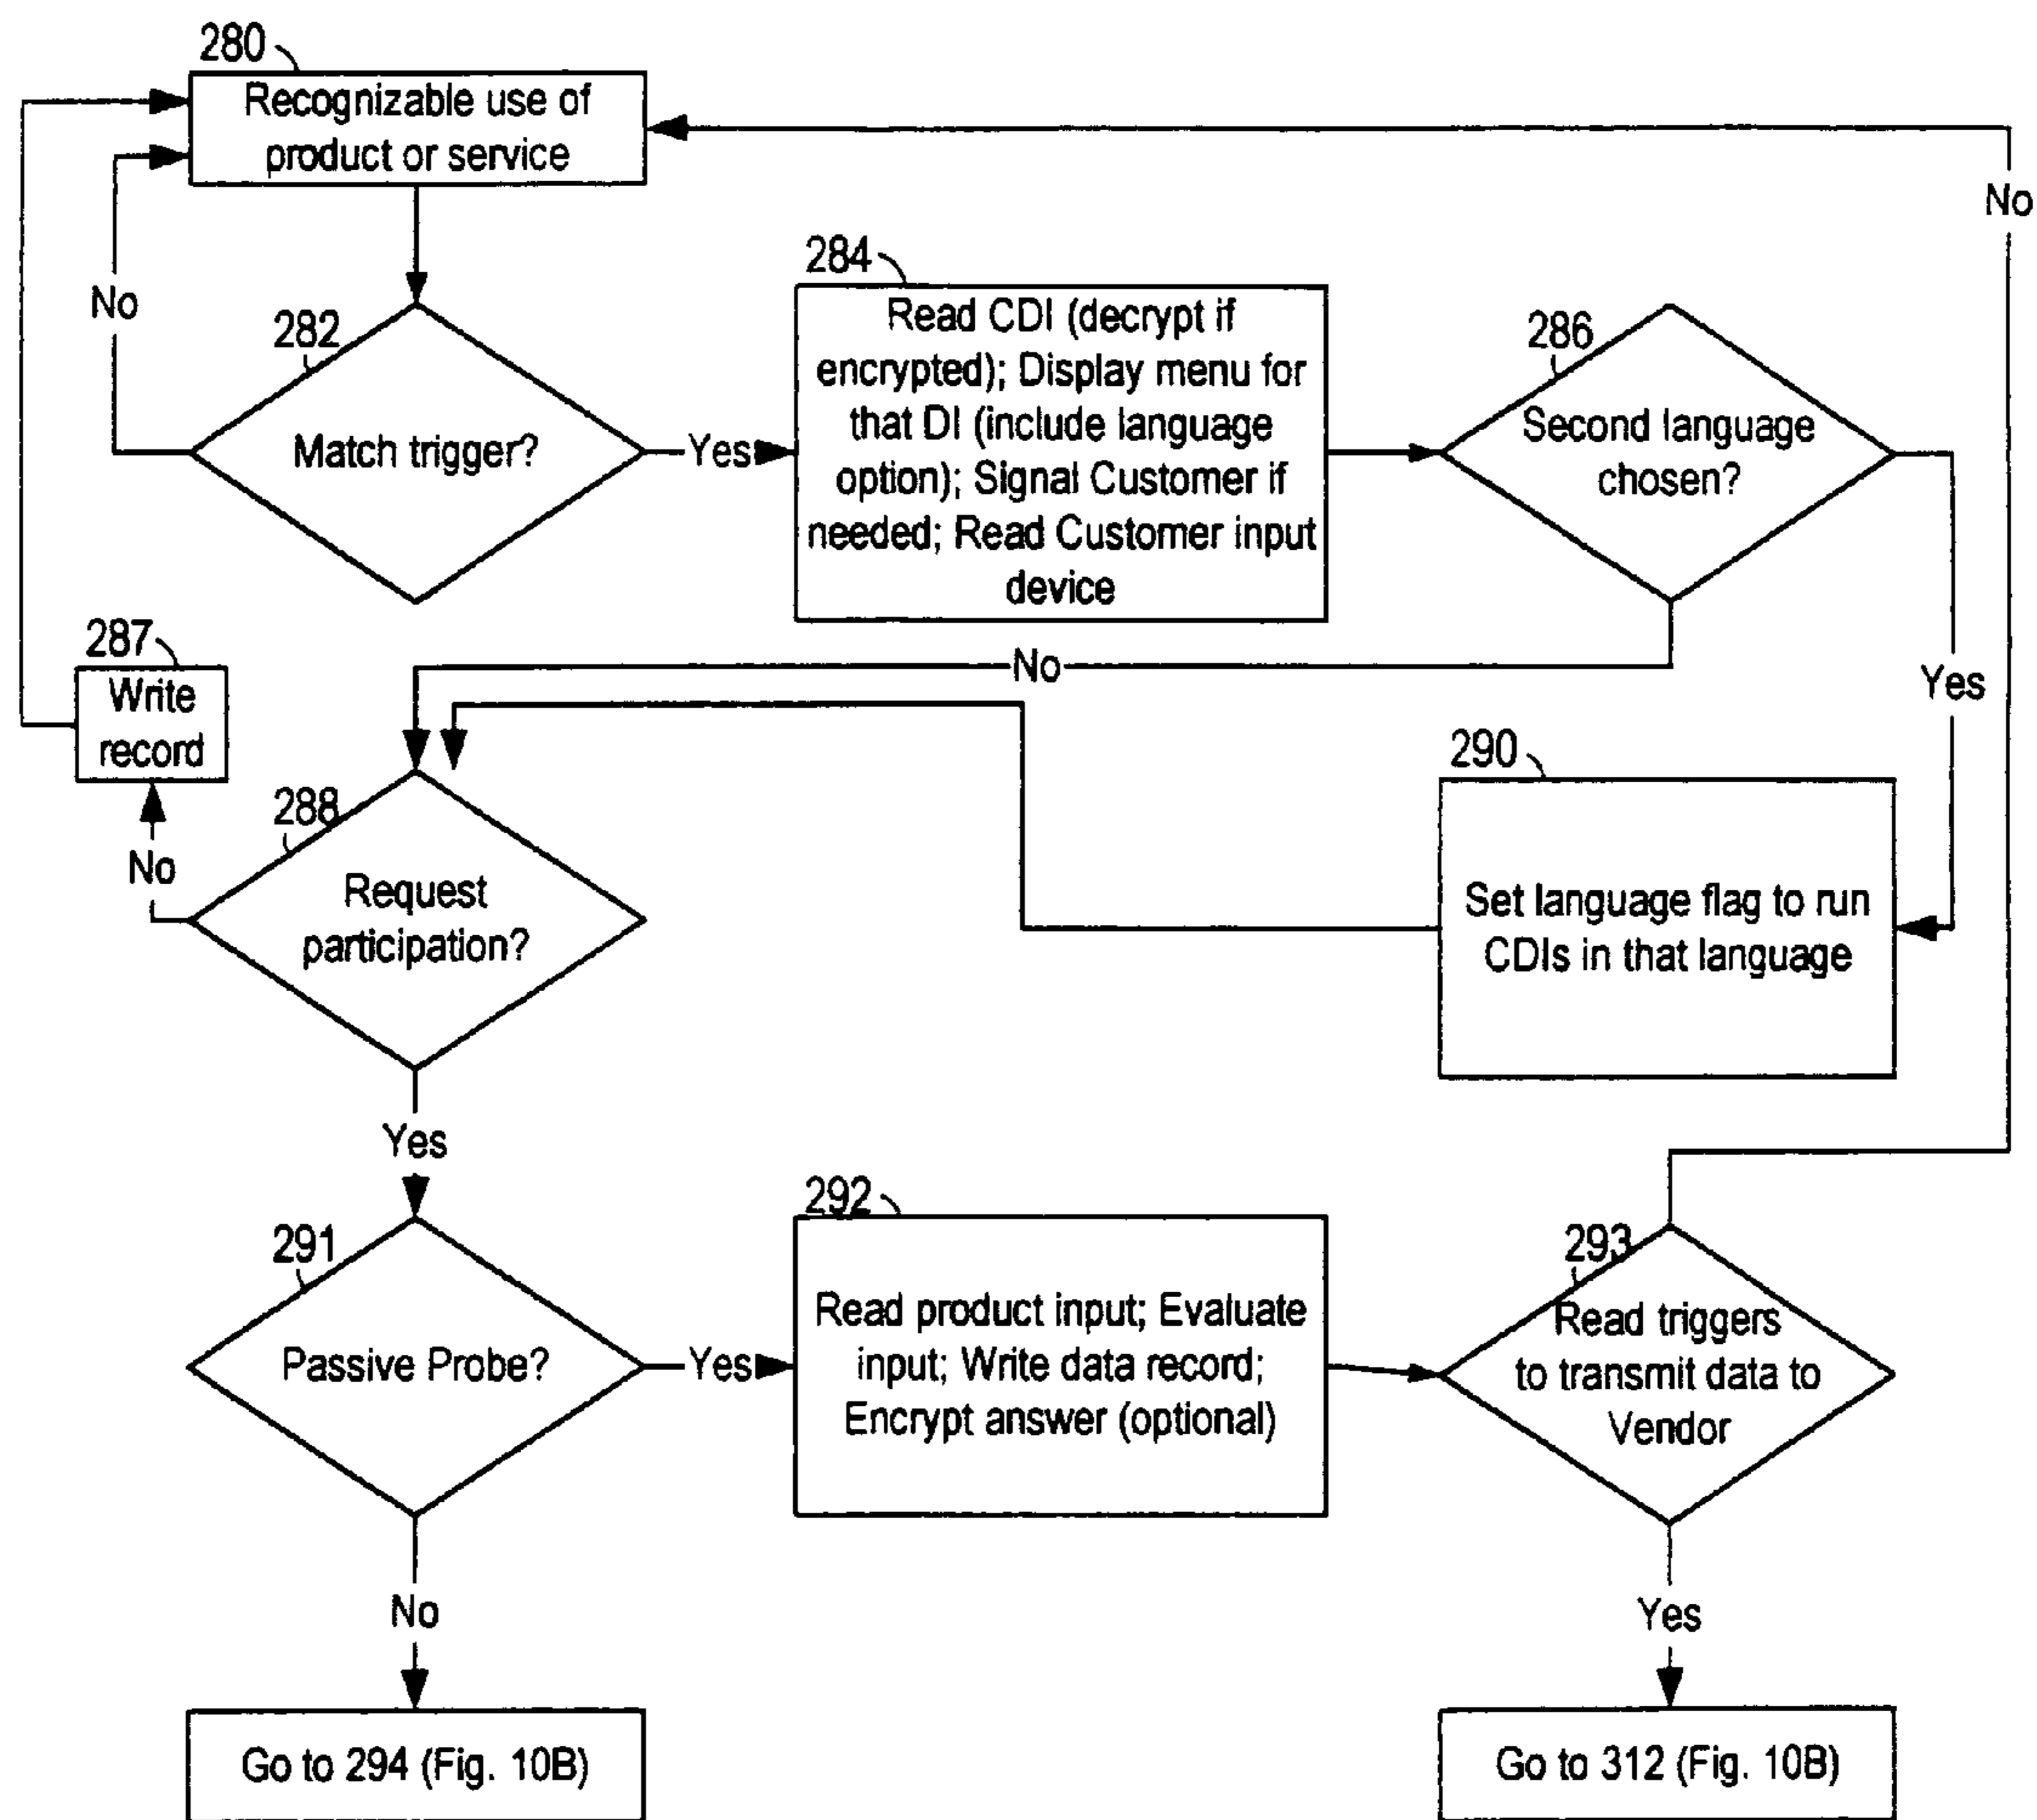 280
Recognizable use of
product or service
No
No
284
282
286
Read CDI (decrypt if
encrypted); Display menu for
that DI (include language
option); Signal Customer if
needed; Read Customer input
device
Match trigger?
Yes
Second language
chosen?
287
Write
record
No
Yes
290
288
No
Request
participation?
Set language flag to run
CDIs in that language
Yes
292
291
293
Passive Probe?
Yes
Read product input; Evaluate
input; Write data record;
Encrypt answer (optional)
Read triggers
to transmit data to
Vendor
No
Yes
Go to 294 (Fig. 10B)
Go to 312 (Fig. 10B)